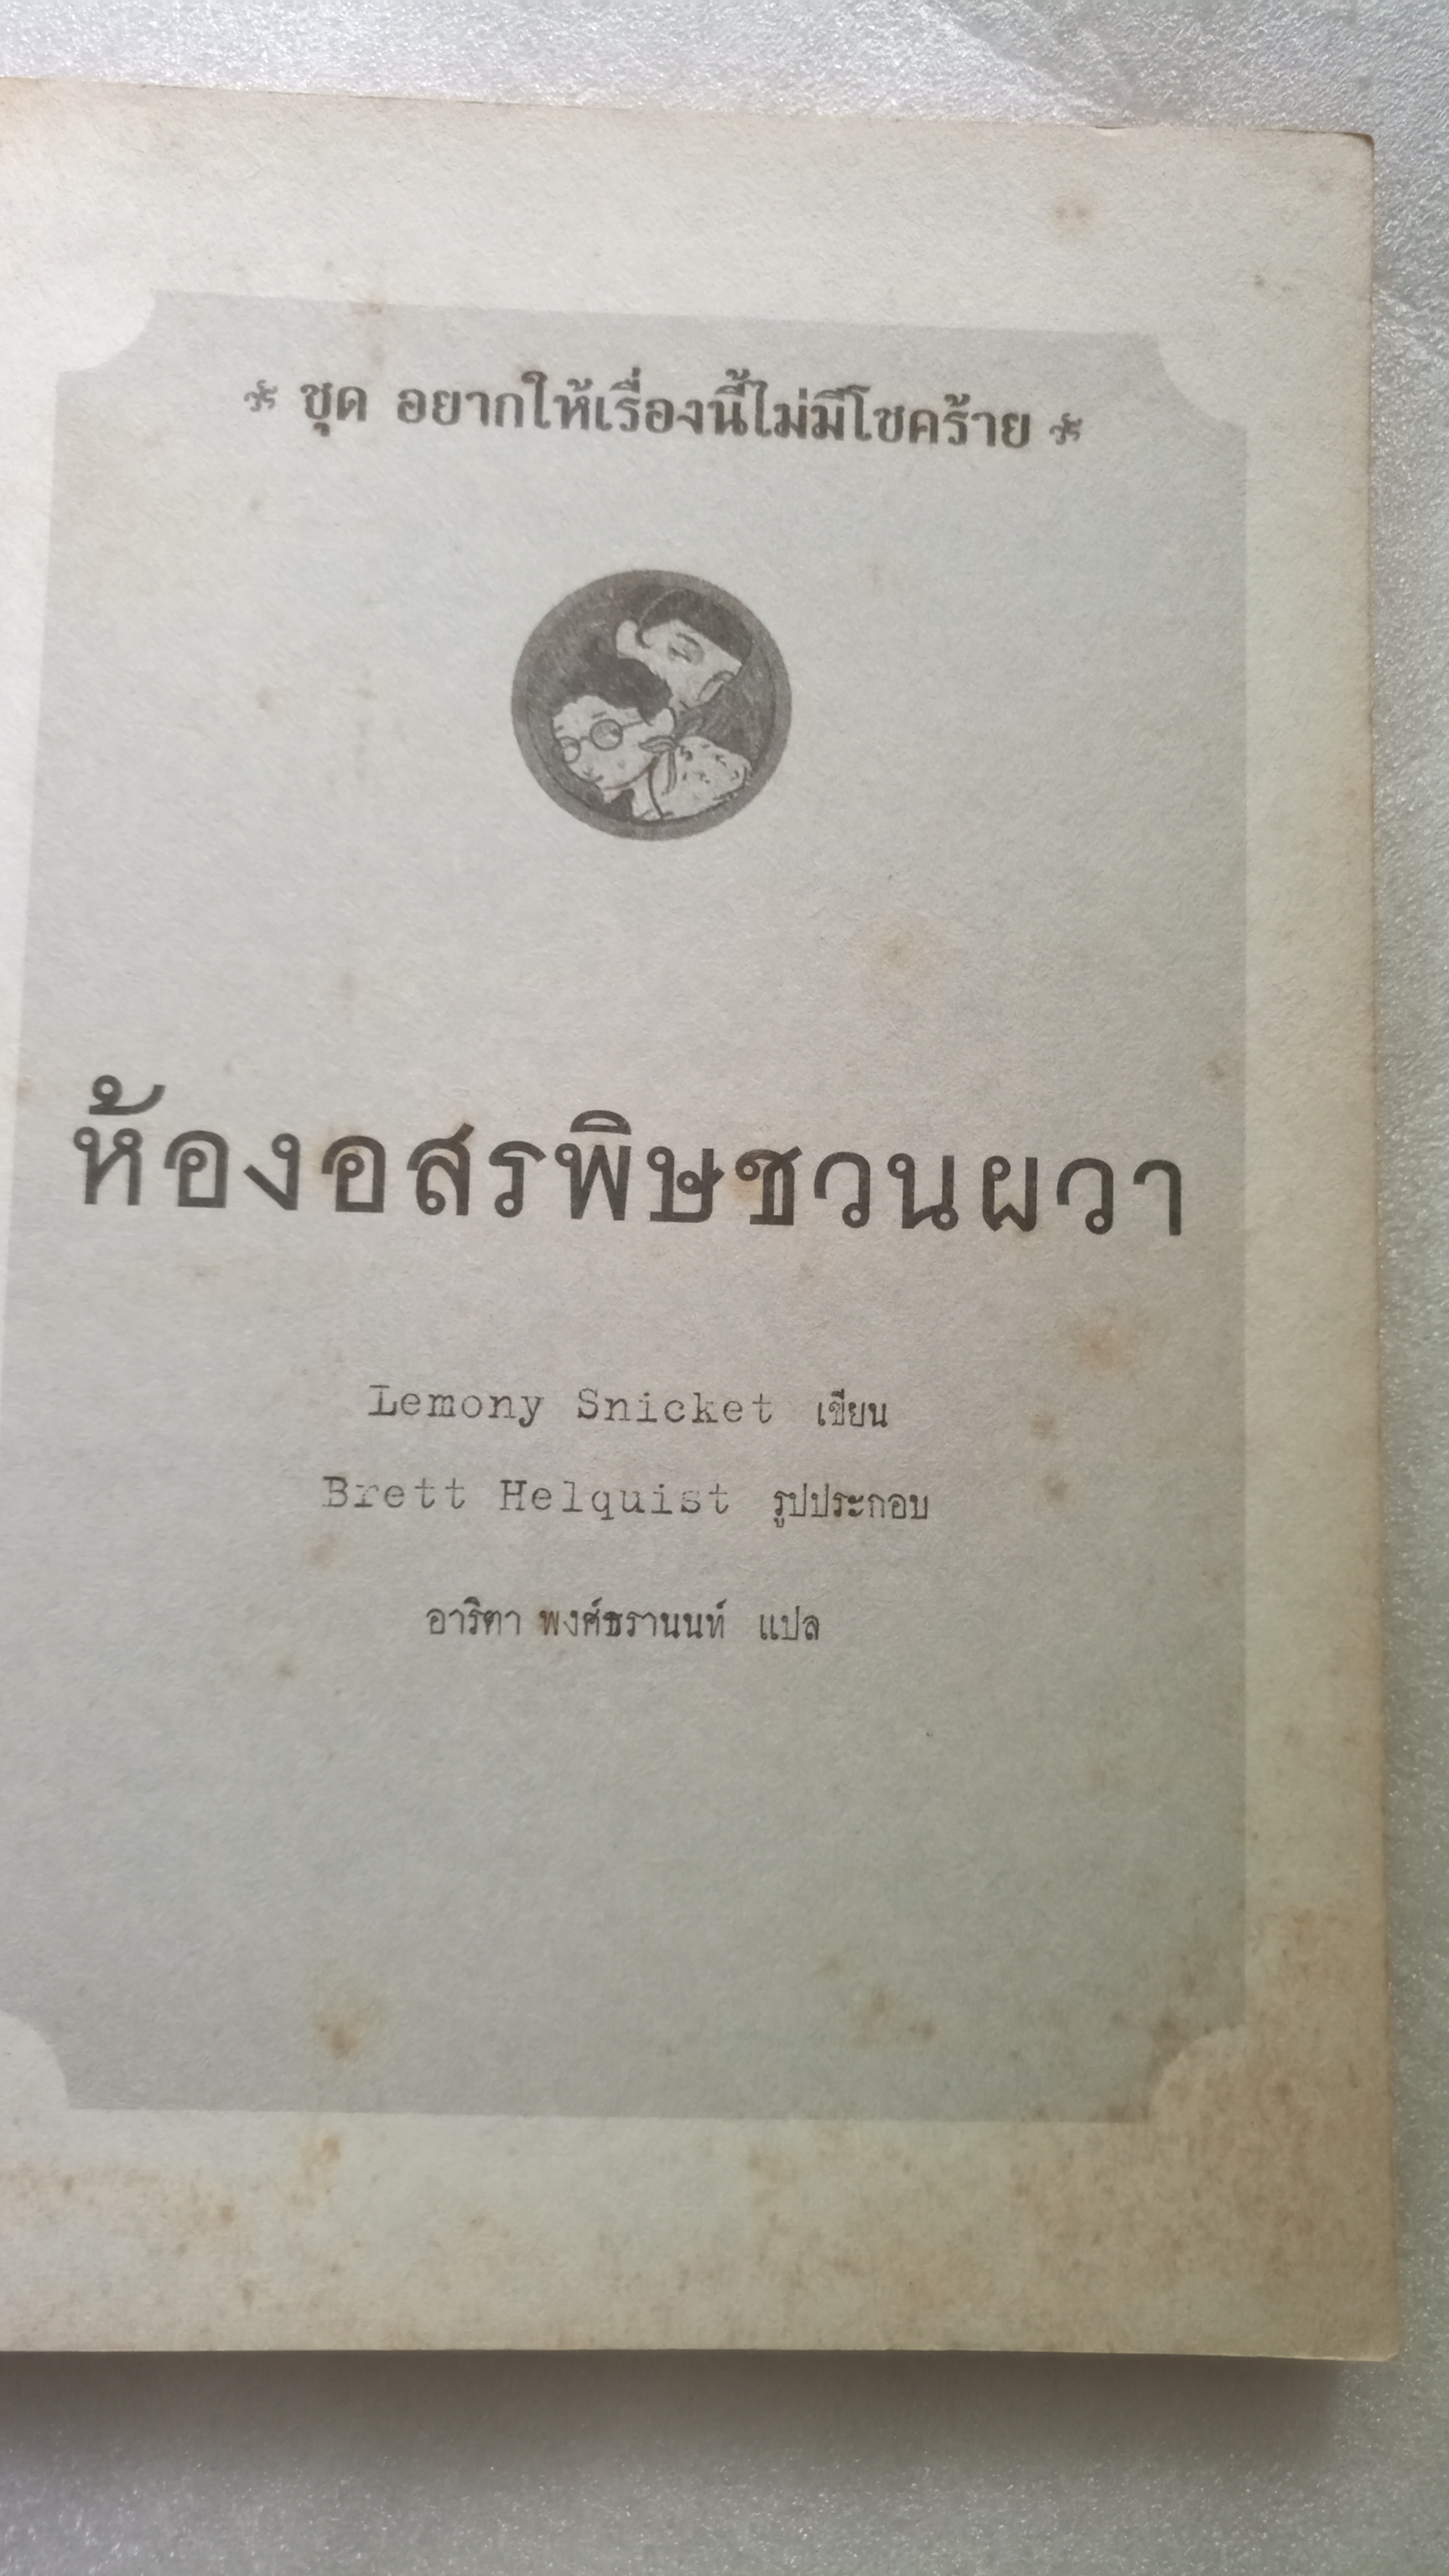 ชุด อยากให้เรื่องนี้ไม่มีโชคร้าย
ห้องอสรพิษชวนผวา
Lemony Snicket เขียน
Brett Helquist รูปประกอบ
อาริตา พงศ์ธรานนท์ แปล